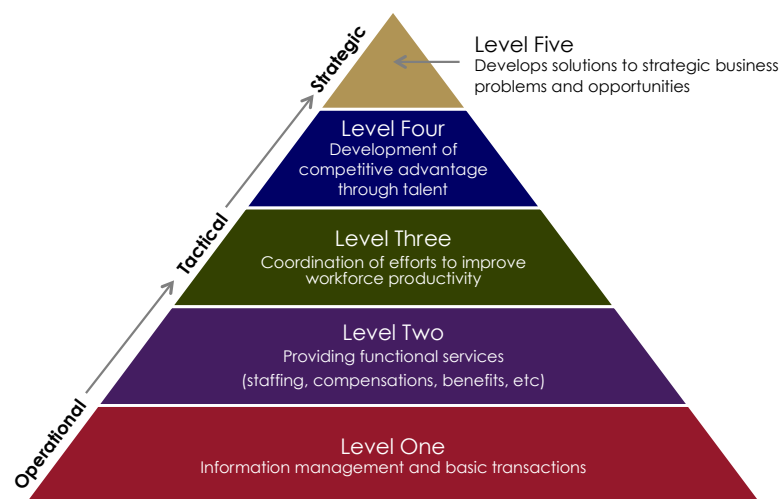 Strategic
Level Five
Develops solutions to strategic business
problems and opportunities
Level Four
Development of
competitive advantage
through talent
Tactical
Level Three
Coordination of efforts to improve
workforce productivity
Level Two
Providing functional services
(staffing, compensations, benefits, etc)
Operational
Level One
Information management and basic transactions